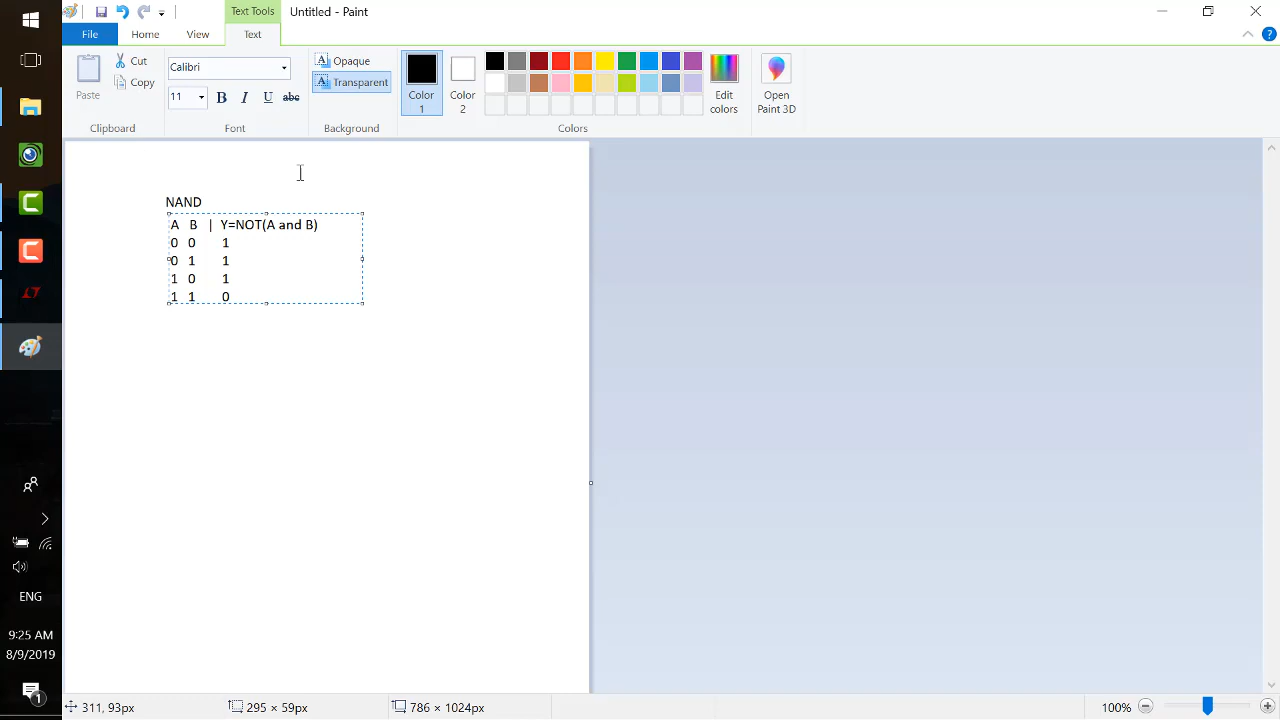 Text Tools
Untitled - Paint
File
Home
View
Text
Paste
Cut
Copy
Clipboard
Calibri
11
B I U abc
Font
Opaque
Transparent
Background
Color 1
Color 2
Edit colors
Colors
Open Paint 3D
NAND
A B | Y=NOT(A and B)
0 0 1
0 1 1
1 0 1
1 1 0
ENG
9:25 AM
8/9/2019
1
311, 93px
295 × 59px
786 × 1024px
100%